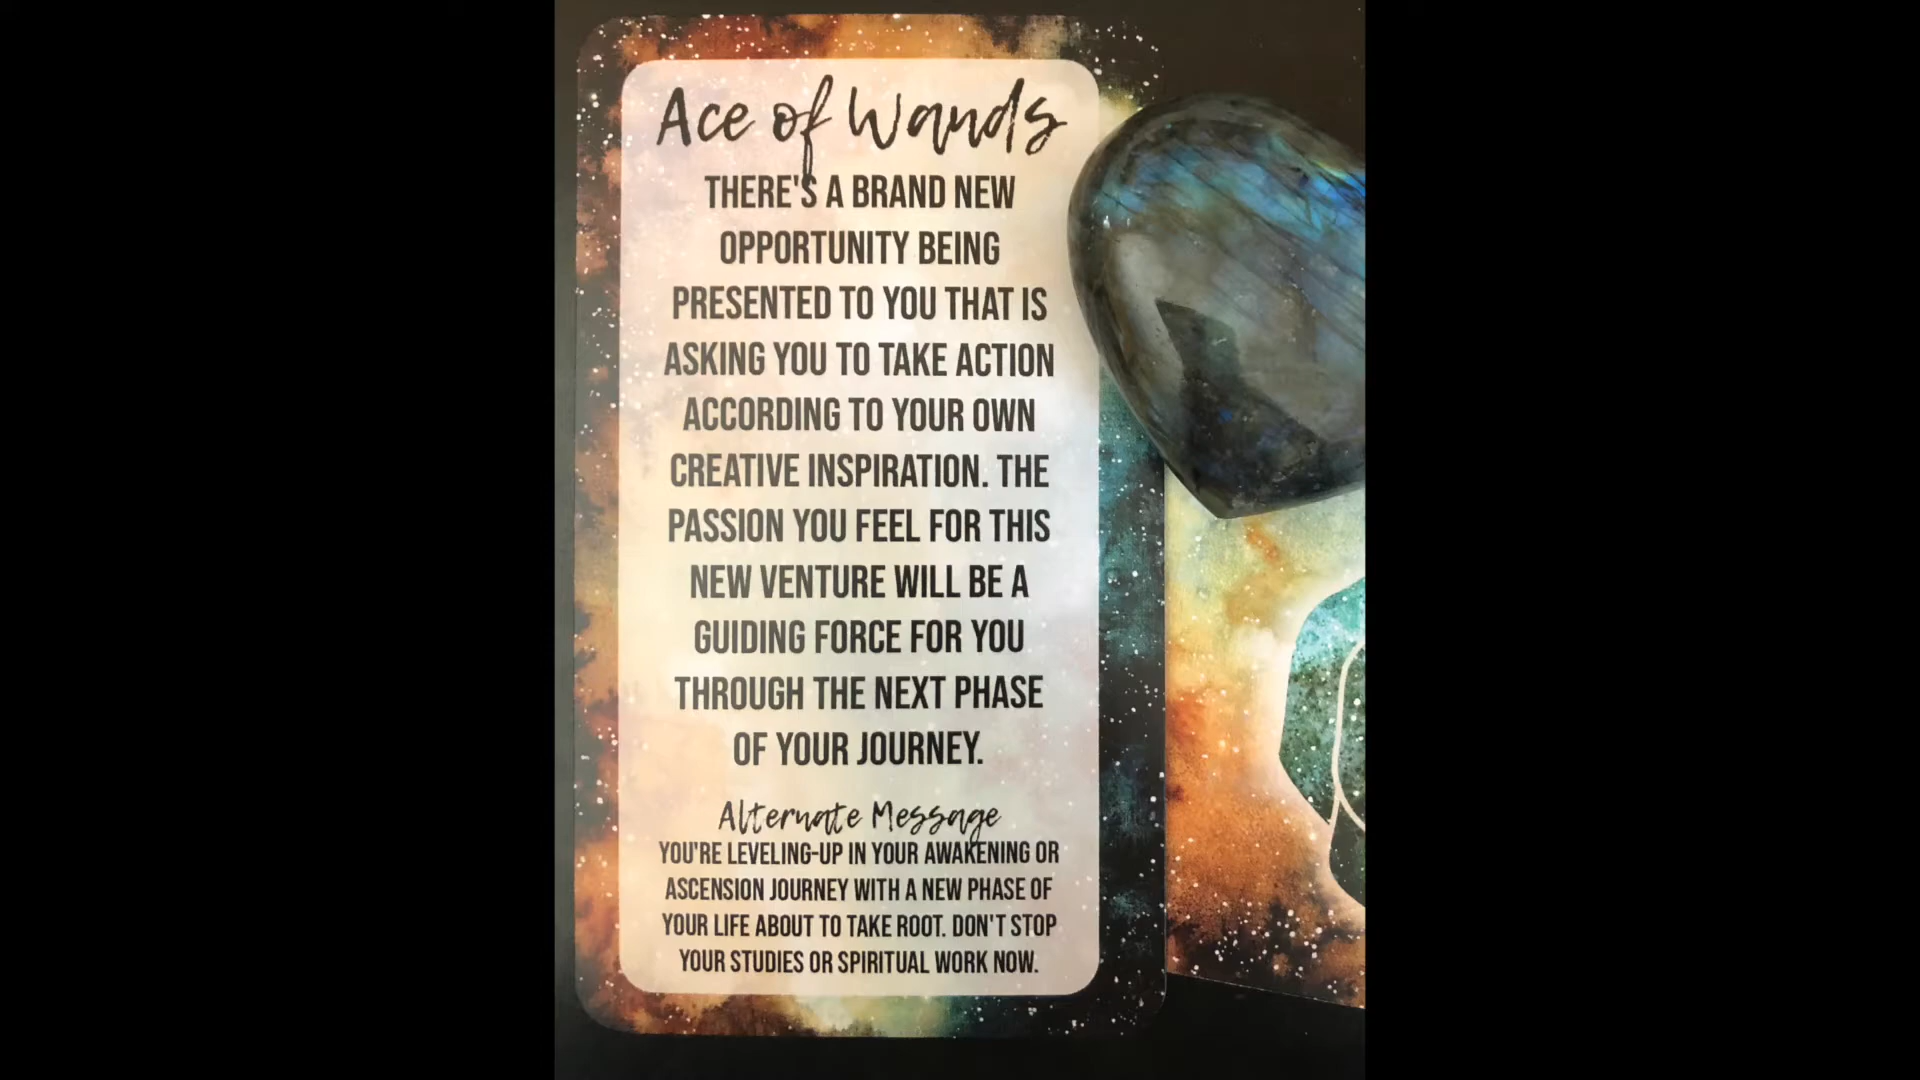 Ace of Wands
THERE'S A BRAND NEW
OPPORTUNITY BEING
PRESENTED TO YOU THAT IS
ASKING YOU TO TAKE ACTION
ACCORDING TO YOUR OWN
CREATIVE INSPIRATION. THE
PASSION YOU FEEL FOR THIS
NEW VENTURE WILL BE A
GUIDING FORCE FOR YOU
THROUGH THE NEXT PHASE
OF YOUR JOURNEY.
Alternate Message
YOU'RE LEVELING-UP IN YOUR AWAKENING OR
ASCENSION JOURNEY WITH A NEW PHASE OF
YOUR LIFE ABOUT TO TAKE ROOT. DON'T STOP
YOUR STUDIES OR SPIRITUAL WORK NOW.